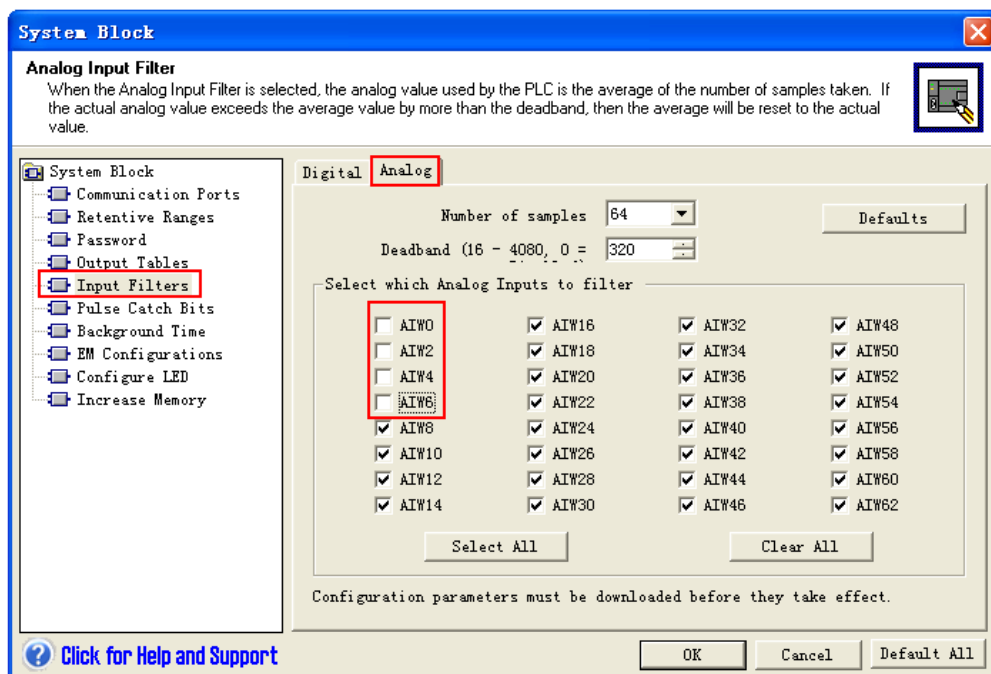 System Block
Analog Input Filter
When the Analog Input Filter is selected, the analog value used by the PLC is the average of the number of samples taken. If
the actual analog value exceeds the average value by more than the deadband, then the average will be reset to the actual
value.
System Block
Communication Ports
Retentive Ranges
Password
Output Tables
Input Filters
Pulse Catch Bits
Background Time
EM Configurations
Configure LED
Increase Memory
Digital Analog
Number of samples 64 Defaults
Deadband (16 - 4080, 0 = 320
Select which Analog Inputs to filter
AIW0 AIW16 AIW32 AIW48
AIW2 AIW18 AIW34 AIW50
AIW4 AIW20 AIW36 AIW52
AIW6 AIW22 AIW38 AIW54
AIW8 AIW24 AIW40 AIW56
AIW10 AIW26 AIW42 AIW58
AIW12 AIW28 AIW44 AIW60
AIW14 AIW30 AIW46 AIW62
Select All Clear All
Configuration parameters must be downloaded before they take effect.
Click for Help and Support OK Cancel Default All